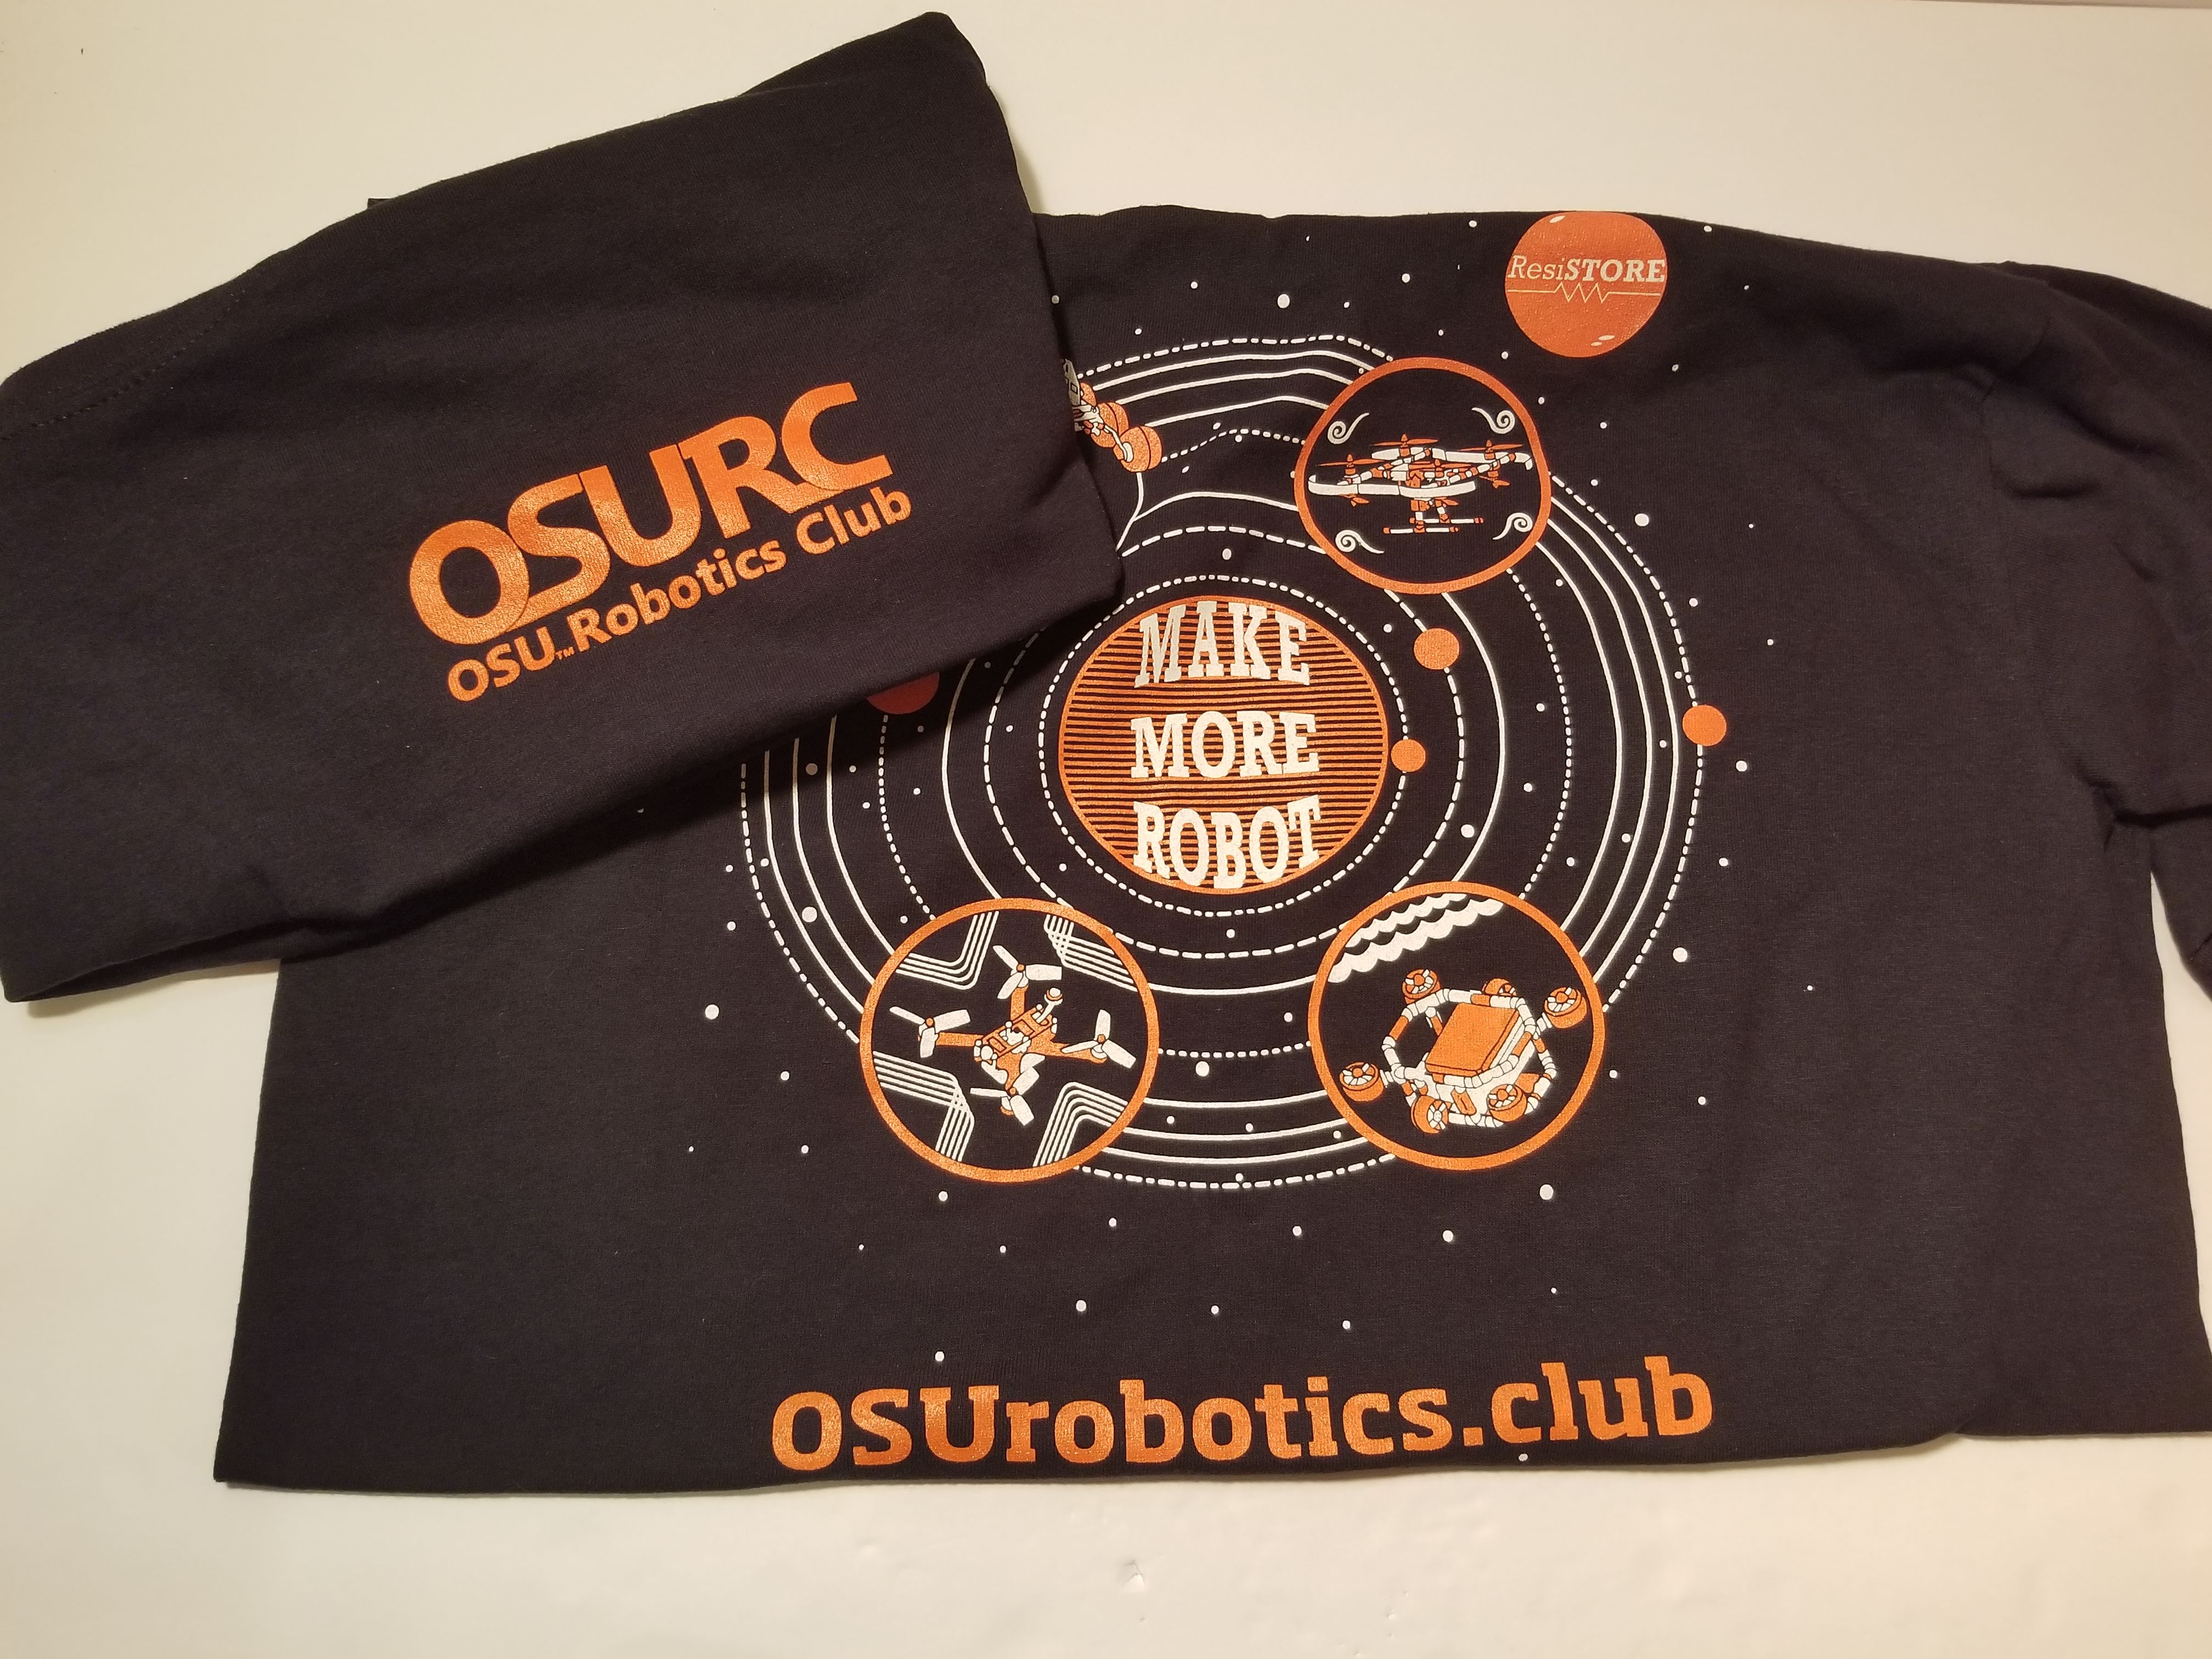 OSURC
OSU™ Robotics Club
ResiSTORE
MAKE
MORE
ROBOT
OSUrobotics.club